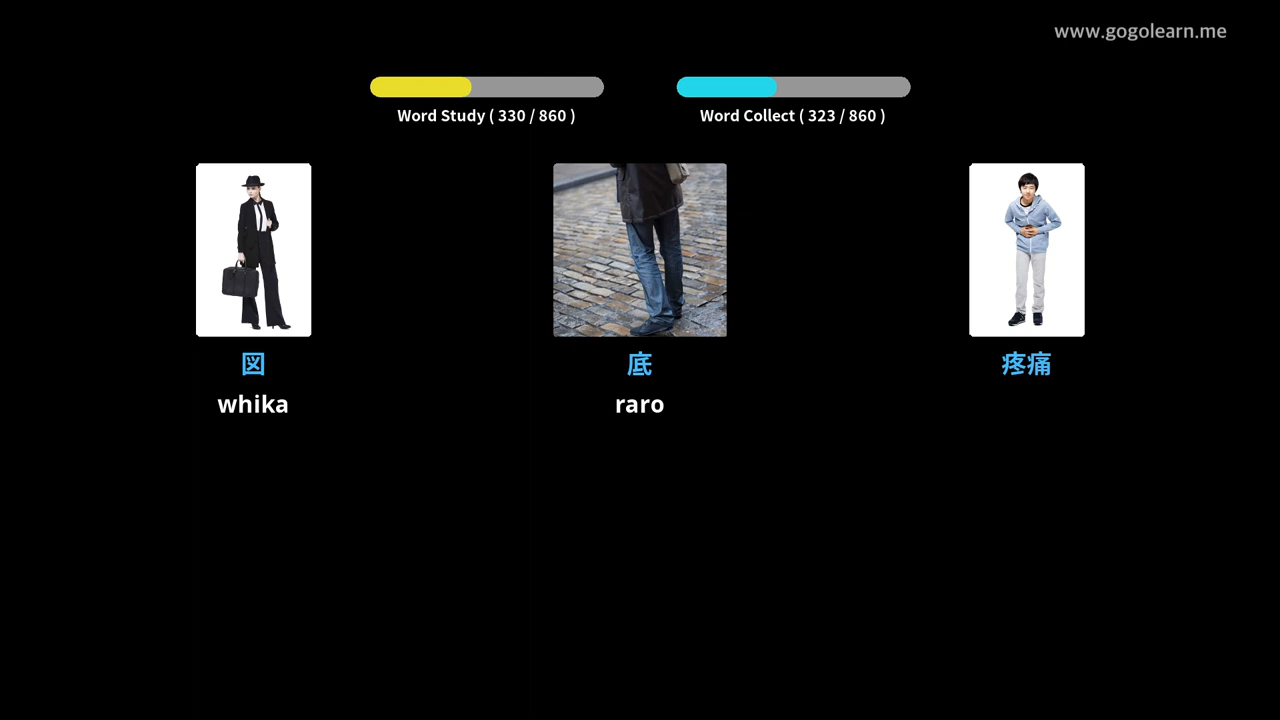 www.gogolearn.me
Word Study ( 330 / 860 )
Word Collect ( 323 / 860 )
図
底
疼痛
whika
raro